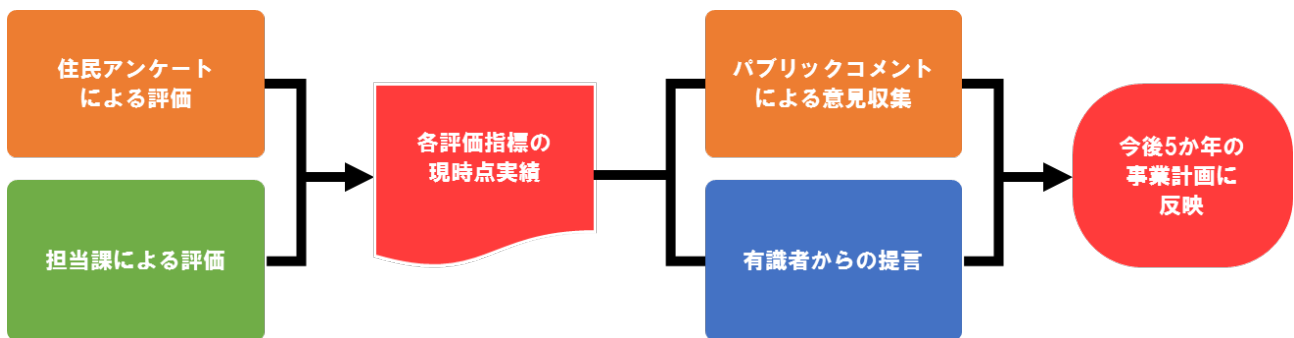 住民アンケート
による評価
担当課による評価
各評価指標の
現時点実績
パブリックコメント
による意見収集
有識者からの提言
今後5か年の
事業計画に
反映